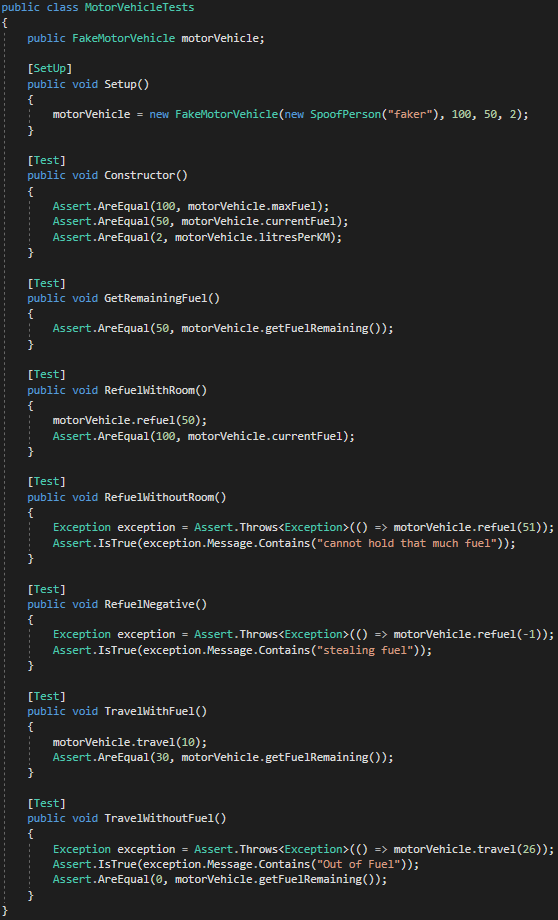 public class MotorVehicleTests
{
    public FakeMotorVehicle motorVehicle;

    [SetUp]
    public void Setup()
    {
        motorVehicle = new FakeMotorVehicle(new SpoofPerson("faker"), 100, 50, 2);
    }

    [Test]
    public void Constructor()
    {
        Assert.AreEqual(100, motorVehicle.maxFuel);
        Assert.AreEqual(50, motorVehicle.currentFuel);
        Assert.AreEqual(2, motorVehicle.litresPerKM);
    }

    [Test]
    public void GetRemainingFuel()
    {
        Assert.AreEqual(50, motorVehicle.getFuelRemaining());
    }

    [Test]
    public void RefuelWithRoom()
    {
        motorVehicle.refuel(50);
        Assert.AreEqual(100, motorVehicle.currentFuel);
    }

    [Test]
    public void RefuelWithoutRoom()
    {
        Exception exception = Assert.Throws<Exception>(() => motorVehicle.refuel(51));
        Assert.IsTrue(exception.Message.Contains("cannot hold that much fuel"));
    }

    [Test]
    public void RefuelNegative()
    {
        Exception exception = Assert.Throws<Exception>(() => motorVehicle.refuel(-1));
        Assert.IsTrue(exception.Message.Contains("stealing fuel"));
    }

    [Test]
    public void TravelWithFuel()
    {
        motorVehicle.travel(10);
        Assert.AreEqual(30, motorVehicle.getFuelRemaining());
    }

    [Test]
    public void TravelWithoutFuel()
    {
        Exception exception = Assert.Throws<Exception>(() => motorVehicle.travel(26));
        Assert.IsTrue(exception.Message.Contains("Out of Fuel"));
        Assert.AreEqual(0, motorVehicle.getFuelRemaining());
    }
}